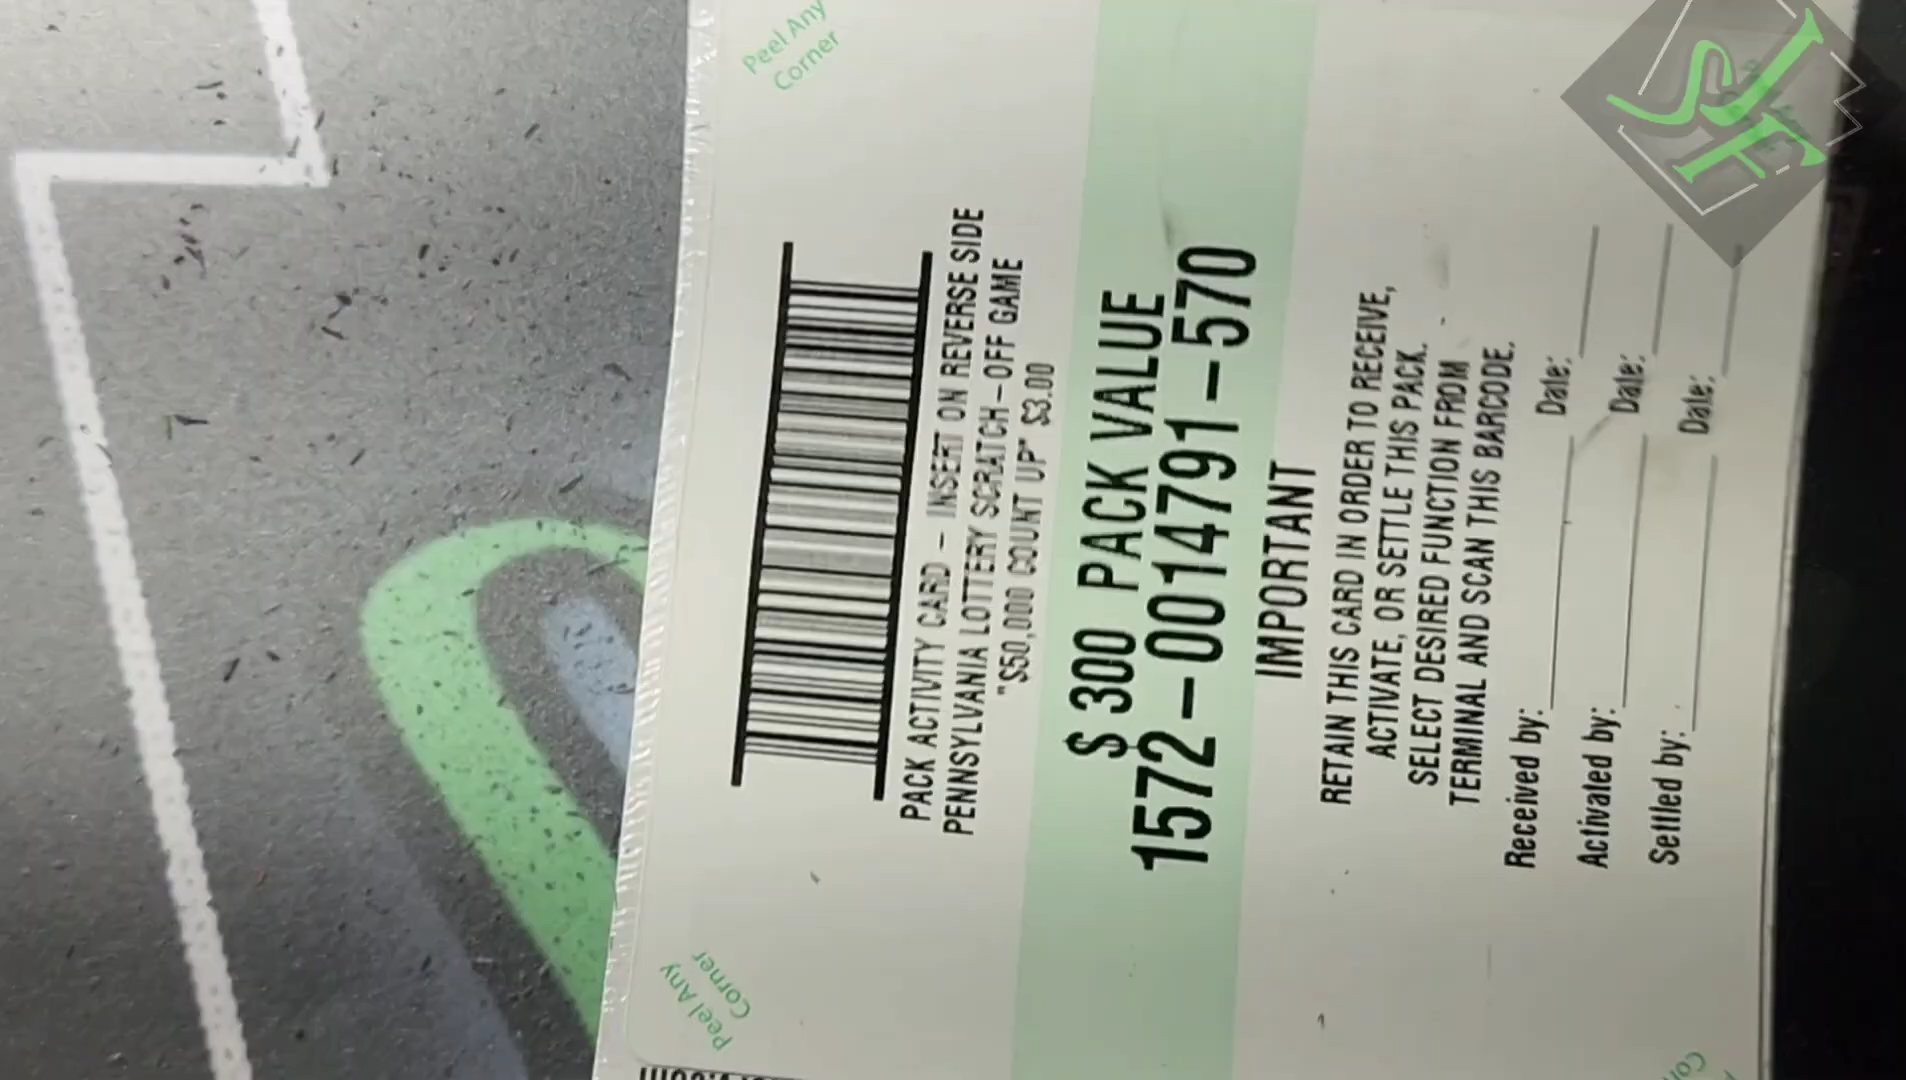 Peel Any
Corner
PACK ACTIVITY CARD – INSERT ON REVERSE SIDE
PENNSYLVANIA LOTTERY SCRATCH–OFF GAME
"$50,000 COUNT UP" $3.00
$ 300 PACK VALUE
1572–0014791–570
IMPORTANT
RETAIN THIS CARD IN ORDER TO RECEIVE,
ACTIVATE, OR SETTLE THIS PACK.
SELECT DESIRED FUNCTION FROM
TERMINAL AND SCAN THIS BARCODE.
Received by: Date:
Activated by: Date:
Settled by: Date:
Peel Any
Corner
SJF